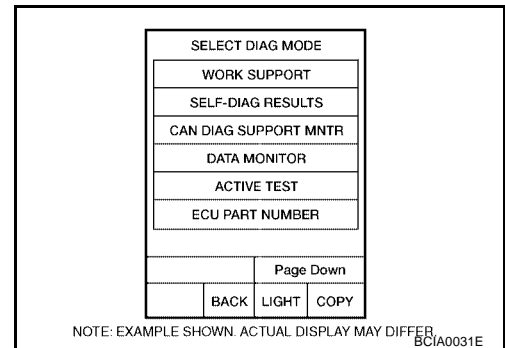 SELECT DIAG MODE
WORK SUPPORT
SELF-DIAG RESULTS
CAN DIAG SUPPORT MNTR
DATA MONITOR
ACTIVE TEST
ECU PART NUMBER
Page Down
BACK LIGHT COPY
NOTE: EXAMPLE SHOWN. ACTUAL DISPLAY MAY DIFFER.
BCIA0031E